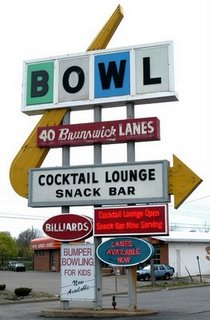 BOWL
40 Brunswick LANES
COCKTAIL LOUNGE
SNACK BAR
Cocktail Lounge Open
Snack Bar Now Serving
BILLIARDS
LANES
AVAILABLE
NOW
BUMPER
BOWLING
FOR KIDS
Now
Available